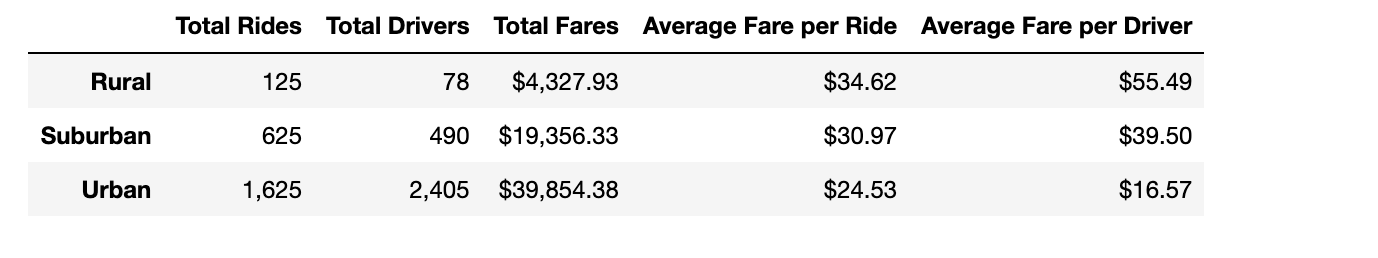 Total Rides Total Drivers Total Fares Average Fare per Ride Average Fare per Driver
Rural 125 78 $4,327.93 $34.62 $55.49
Suburban 625 490 $19,356.33 $30.97 $39.50
Urban 1,625 2,405 $39,854.38 $24.53 $16.57